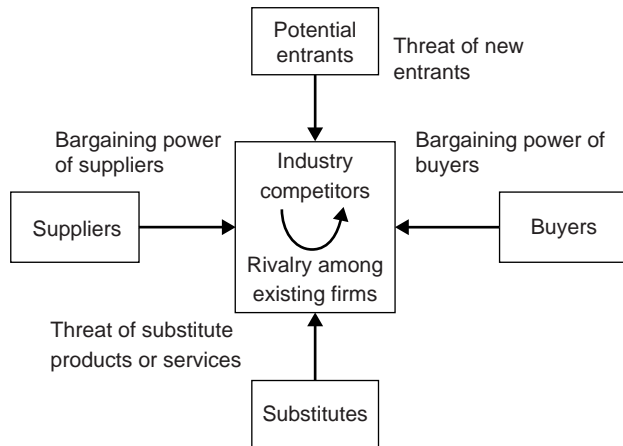 Potential
entrants
Threat of new
entrants
Bargaining power
of suppliers
Bargaining power of
buyers
Industry
competitors
Suppliers
Buyers
Rivalry among
existing firms
Threat of substitute
products or services
Substitutes